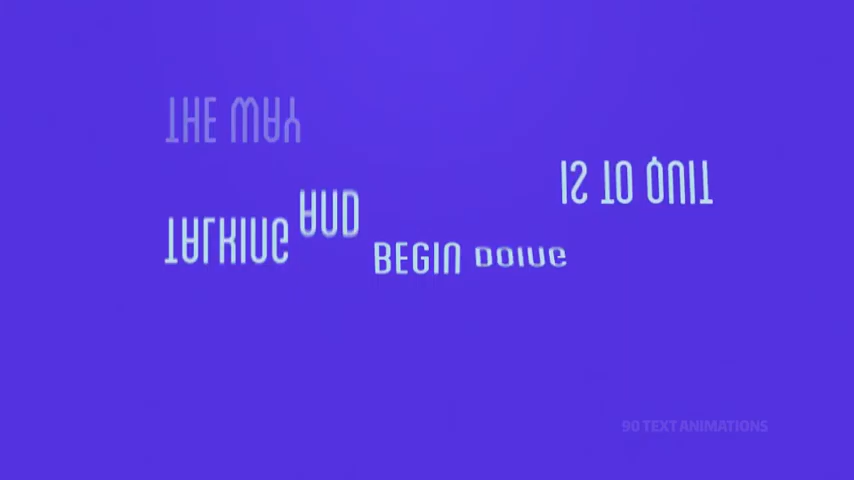 THE WAY
IS TO QUIT
TALKING AND
BEGIN DOING
90 TEXT ANIMATIONS